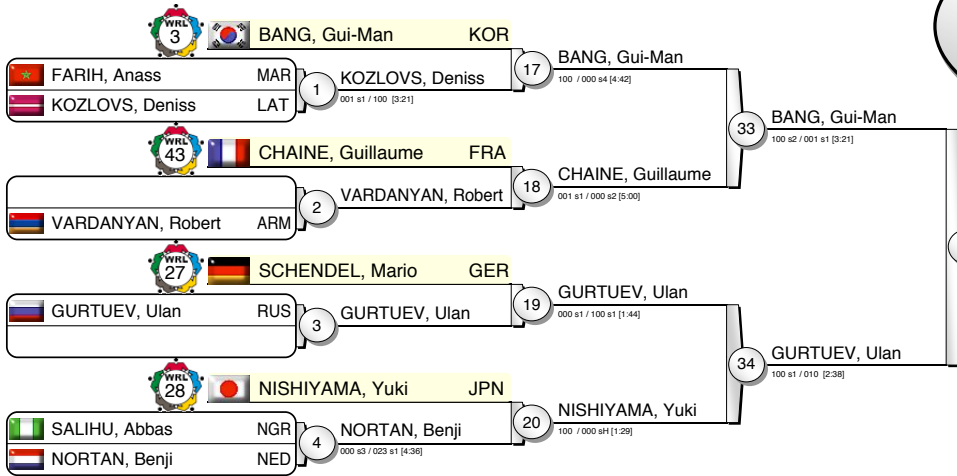 WRL 3 BANG, Gui-Man KOR
FARIH, Anass MAR
KOZLOVS, Deniss LAT
1 KOZLOVS, Deniss
001 s1 / 100 [3:21]
17 BANG, Gui-Man
100 / 000 s4 [4:42]
WRL 43 CHAINE, Guillaume FRA
VARDANYAN, Robert ARM
2 VARDANYAN, Robert
18 CHAINE, Guillaume
001 s1 / 000 s2 [5:00]
33 BANG, Gui-Man
100 s2 / 001 s1 [3:21]
WRL 27 SCHENDEL, Mario GER
GURTUEV, Ulan RUS
3 GURTUEV, Ulan
19 GURTUEV, Ulan
000 s1 / 100 s1 [1:44]
WRL 28 NISHIYAMA, Yuki JPN
SALIHU, Abbas NGR
NORTAN, Benji NED
4 NORTAN, Benji
000 s3 / 023 s1 [4:36]
20 NISHIYAMA, Yuki
100 / 000 sH [1:29]
34 GURTUEV, Ulan
100 s1 / 010 [2:38]